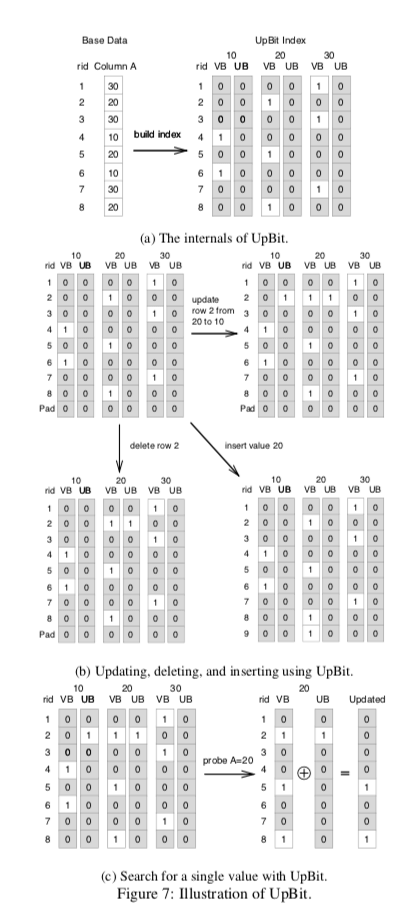 Base Data UpBit Index
10 20 30
rid Column A rid VB UB VB UB VB UB
1 30 1 0 0 0 0 1 0
2 20 2 0 0 1 0 0 0
3 30 3 0 0 0 0 1 0
4 10 build index 4 1 0 0 0 0 0
5 20 5 0 0 1 0 0 0
6 10 6 1 0 0 0 0 0
7 30 7 0 0 0 0 1 0
8 20 8 0 0 1 0 0 0
(a) The internals of UpBit.
10 20 30
rid VB UB VB UB VB UB
1 0 0 0 0 1 0
2 0 0 1 0 0 0
3 0 0 0 0 1 0
4 1 0 0 0 0 0
5 0 0 1 0 0 0
6 1 0 0 0 0 0
7 0 0 0 0 1 0
8 0 0 1 0 0 0
Pad 0 0 0 0 0 0
update
row 2 from
20 to 10
10 20 30
rid VB UB VB UB VB UB
1 0 0 0 0 1 0
2 0 1 1 1 0 0
3 0 0 0 0 1 0
4 1 0 0 0 0 0
5 0 0 1 0 0 0
6 1 0 0 0 0 0
7 0 0 0 0 1 0
8 0 0 1 0 0 0
Pad 0 0 0 0 0 0
delete row 2
insert value 20
10 20 30
rid VB UB VB UB VB UB
1 0 0 0 0 1 0
2 0 0 1 1 0 0
3 0 0 0 0 1 0
4 1 0 0 0 0 0
5 0 0 1 0 0 0
6 1 0 0 0 0 0
7 0 0 0 0 1 0
8 0 0 1 0 0 0
Pad 0 0 0 0 0 0
10 20 30
rid VB UB VB UB VB UB
1 0 0 0 0 1 0
2 0 0 1 0 0 0
3 0 0 0 0 1 0
4 1 0 0 0 0 0
5 0 0 1 0 0 0
6 1 0 0 0 0 0
7 0 0 0 0 1 0
8 0 0 1 0 0 0
9 0 0 1 0 0 0
(b) Updating, deleting, and inserting using UpBit.
10 20 30
rid VB UB VB UB VB UB
1 0 0 0 0 1 0
2 0 1 1 1 0 0
3 0 0 0 0 1 0
4 1 0 0 0 0 0
5 0 0 1 0 0 0
6 1 0 0 0 0 0
7 0 0 0 0 1 0
8 0 0 1 0 0 0
probe A=20
20
rid VB UB Updated
1 0 0 0
2 1 1 0
3 0 0 0
4 0 ⊕ 0 = 0
5 1 0 1
6 0 0 0
7 0 0 0
8 1 0 1
(c) Search for a single value with UpBit.
Figure 7: Illustration of UpBit.